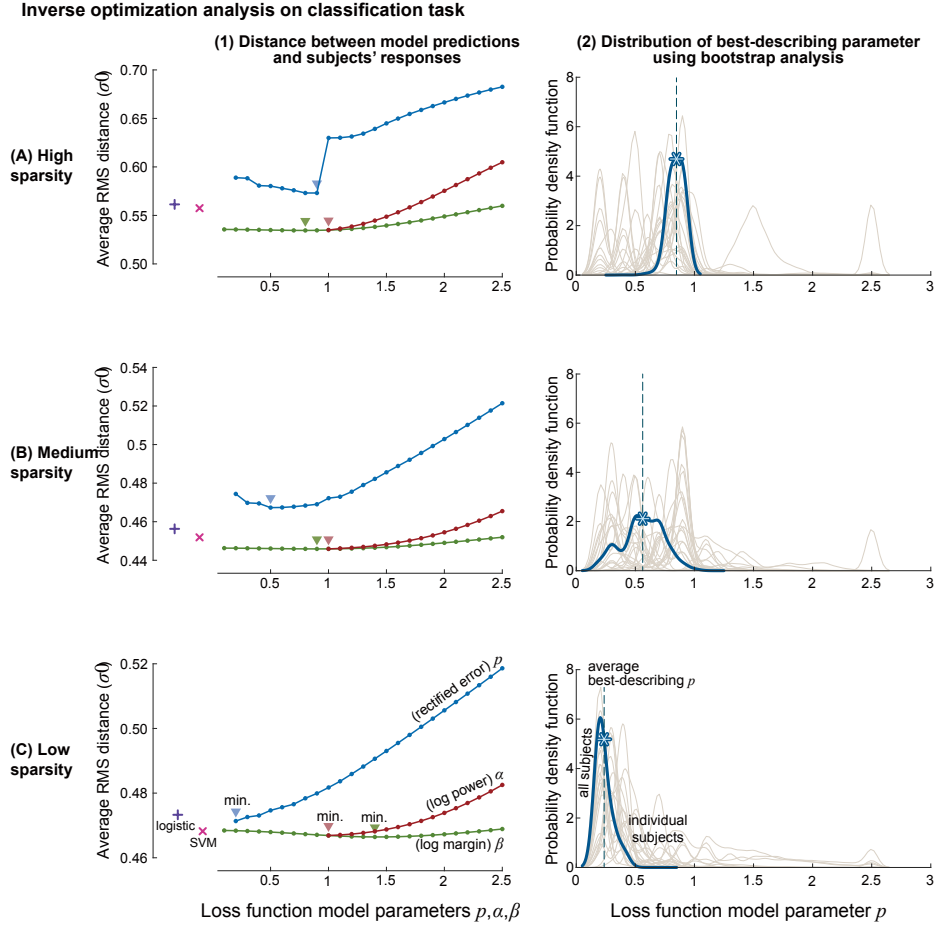 Inverse optimization analysis on classification task
(1) Distance between model predictions
and subjects' responses
(2) Distribution of best-describing parameter
using bootstrap analysis
(A) High
sparsity
Average RMS distance (σ0)
0.70
0.65
0.60
0.55
0.50
0.5
1
1.5
2.0
2.5
Probability density function
8
6
4
2
0
0
0.5
1
1.5
2
2.5
3
(B) Medium
sparsity
Average RMS distance (σ0)
0.54
0.52
0.5
0.48
0.46
0.44
0.5
1
1.5
2.0
2.5
Probability density function
8
6
4
2
0
0
0.5
1
1.5
2
2.5
3
(C) Low
sparsity
Average RMS distance (σ0)
0.52
0.50
0.48
0.46
logistic
SVM
min.
min.
min.
(rectified error) p
(log power) α
(log margin) β
0.5
1
1.5
2.0
2.5
Loss function model parameters p,α,β
Probability density function
8
6
4
2
0
average
best-describing p
all subjects
individual
subjects
0
0.5
1
1.5
2
2.5
3
Loss function model parameter p